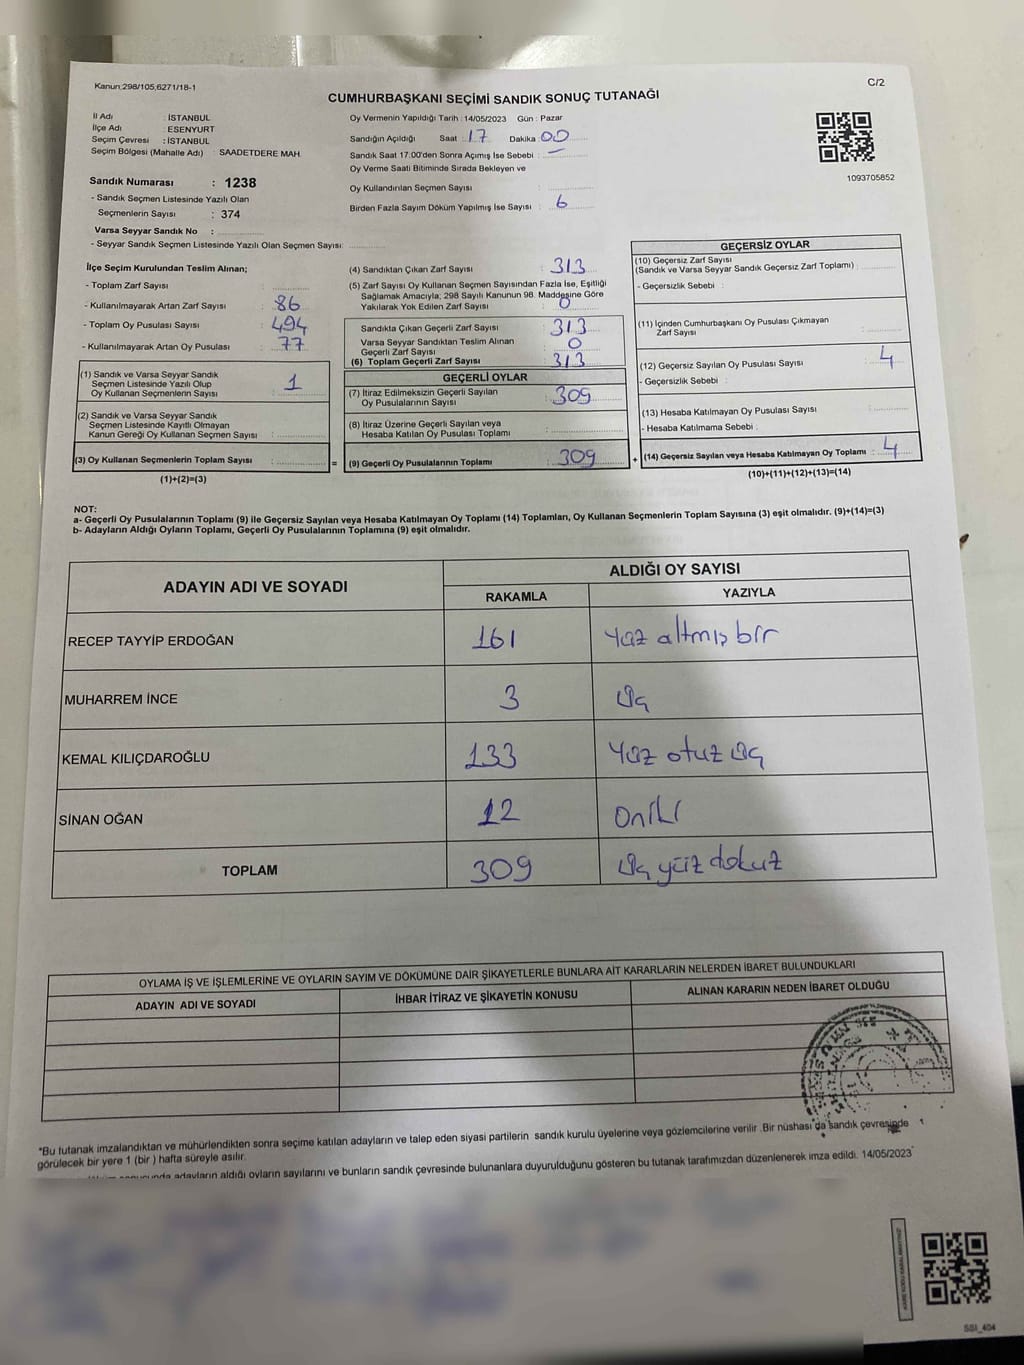 Kanun:298/105,6271/18-1
C/2
CUMHURBAŞKANI SEÇİMİ SANDIK SONUÇ TUTANAĞI
İl Adı : İSTANBUL
İlçe Adı : ESENYURT
Seçim Çevresi : İSTANBUL
Seçim Bölgesi (Mahalle Adı) : SAADETDERE MAH.
Sandık Numarası : 1238
- Sandık Seçmen Listesinde Yazılı Olan
Seçmenlerin Sayısı : 374
Varsa Seyyar Sandık No :
- Seyyar Sandık Seçmen Listesinde Yazılı Olan Seçmen Sayısı:
Oy Vermenin Yapıldığı Tarih :14/05/2023 Gün : Pazar
Sandığın Açıldığı Saat : 17 Dakika : 00
Sandık Saat 17:00'den Sonra Açımış İse Sebebi : —
Oy Verme Saati Bitiminde Sırada Bekleyen ve
Oy Kullandırılan Seçmen Sayısı :
Birden Fazla Sayım Döküm Yapılmış İse Sayısı : 6
1093705852
İlçe Seçim Kurulundan Teslim Alınan;
- Toplam Zarf Sayısı :
- Kullanılmayarak Artan Zarf Sayısı : 86
- Toplam Oy Pusulası Sayısı : 494
- Kullanılmayarak Artan Oy Pusulası : 77
(1) Sandık ve Varsa Seyyar Sandık
Seçmen Listesinde Yazılı Olup
Oy Kullanan Seçmenlerin Sayısı : 1
(2) Sandık ve Varsa Seyyar Sandık
Seçmen Listesinde Kayıtlı Olmayan
Kanun Gereği Oy Kullanan Seçmen Sayısı :
(3) Oy Kullanan Seçmenlerin Toplam Sayısı :
(1)+(2)=(3)
(4) Sandıktan Çıkan Zarf Sayısı : 313
(5) Zarf Sayısı Oy Kullanan Seçmen Sayısından Fazla İse, Eşitliği
Sağlamak Amacıyla; 298 Sayılı Kanunun 98. Maddesine Göre
Yakılarak Yok Edilen Zarf Sayısı : 0
Sandıkta Çıkan Geçerli Zarf Sayısı : 313
Varsa Seyyar Sandıktan Teslim Alınan
Geçerli Zarf Sayısı : 0
(6) Toplam Geçerli Zarf Sayısı : 313
GEÇERLİ OYLAR
(7) İtiraz Edilmeksizin Geçerli Sayılan
Oy Pusulalarının Sayısı : 309
(8) İtiraz Üzerine Geçerli Sayılan veya
Hesaba Katılan Oy Pusulası Toplamı :
= (9) Geçerli Oy Pusulalarının Toplamı 309
GEÇERSİZ OYLAR
(10) Geçersiz Zarf Sayısı
(Sandık ve Varsa Seyyar Sandık Geçersiz Zarf Toplamı) :
- Geçersizlik Sebebi :
(11) İçinden Cumhurbaşkanı Oy Pusulası Çıkmayan
Zarf Sayısı :
(12) Geçersiz Sayılan Oy Pusulası Sayısı : 4
- Geçersizlik Sebebi :
(13) Hesaba Katılmayan Oy Pusulası Sayısı :
- Hesaba Katılmama Sebebi :
+ (14) Geçersiz Sayılan veya Hesaba Katılmayan Oy Toplamı : 4
(10)+(11)+(12)+(13)=(14)
NOT:
a- Geçerli Oy Pusulalarının Toplamı (9) ile Geçersiz Sayılan veya Hesaba Katılmayan Oy Toplamı (14) Toplamları, Oy Kullanan Seçmenlerin Toplam Sayısına (3) eşit olmalıdır. (9)+(14)=(3)
b- Adayların Aldığı Oyların Toplamı, Geçerli Oy Pusulalarının Toplamına (9) eşit olmalıdır.
ADAYIN ADI VE SOYADI
ALDIĞI OY SAYISI
RAKAMLA YAZIYLA
RECEP TAYYİP ERDOĞAN 161 Yüz altmış bir
MUHARREM İNCE 3 Üç
KEMAL KILIÇDAROĞLU 133 Yüz otuz üç
SİNAN OĞAN 12 oniki
TOPLAM 309 Üç yüz dokuz
OYLAMA İŞ VE İŞLEMLERİNE VE OYLARIN SAYIM VE DÖKÜMÜNE DAİR ŞİKAYETLERLE BUNLARA AİT KARARLARIN NELERDEN İBARET BULUNDUKLARI
ADAYIN ADI VE SOYADI İHBAR İTİRAZ VE ŞİKAYETİN KONUSU ALINAN KARARIN NEDEN İBARET OLDUĞU
*Bu tutanak imzalandıktan ve mühürlendikten sonra seçime katılan adayların ve talep eden siyasi partilerin sandık kurulu üyelerine veya gözlemcilerine verilir .Bir nüshası da sandık çevresinde
görülecek bir yere 1 (bir ) hafta süreyle asılır.
adayların aldığı oyların sayılarını ve bunların sandık çevresinde bulunanlara duyurulduğunu gösteren bu tutanak tarafımızdan düzenlenerek imza edildi. 14/05/2023
SSI_404